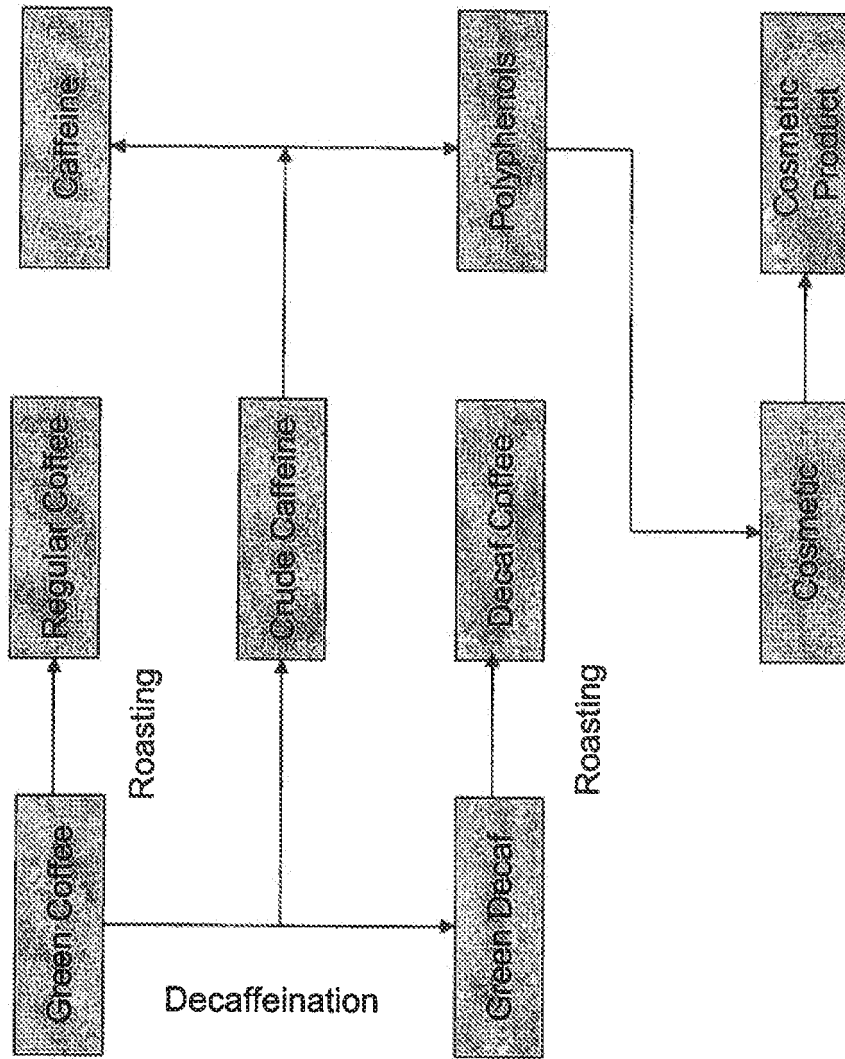 Green Coffee
Regular Coffee
Caffeine
Roasting
Decaffeination
Crude Caffeine
Green Decaf
Decaf Coffee
Polyphenols
Roasting
Cosmetic
Cosmetic
Product